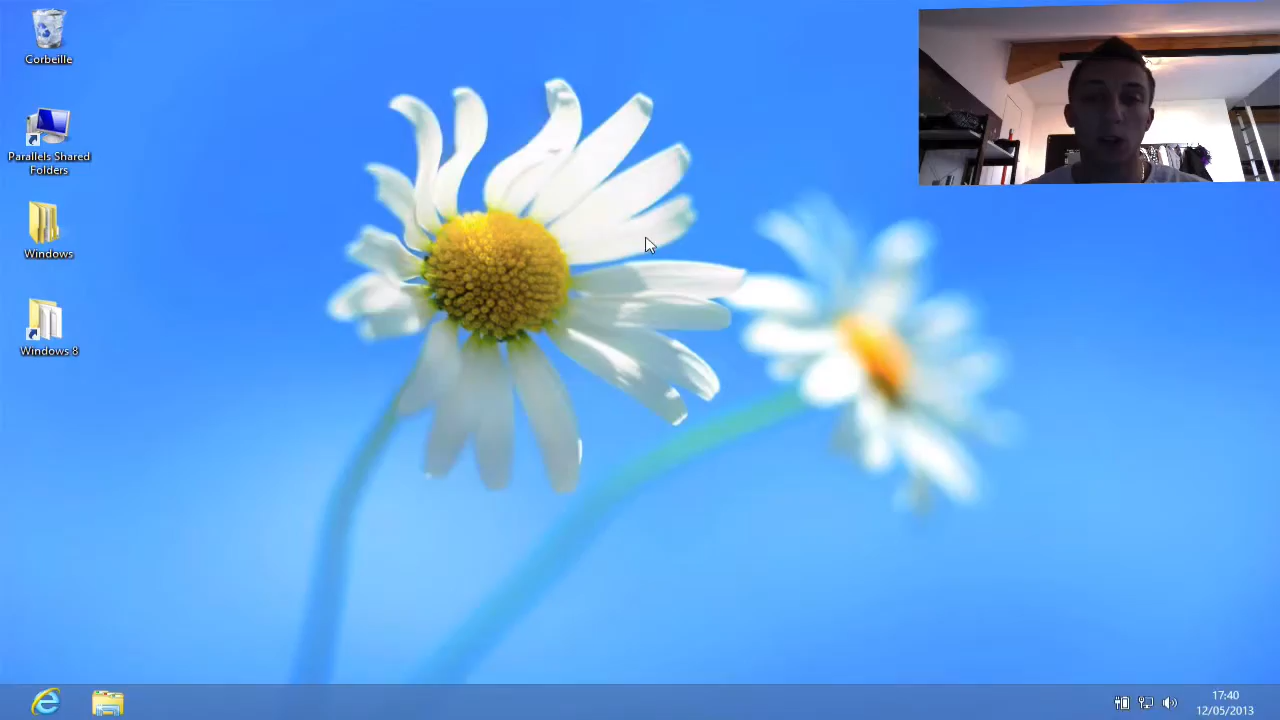 Corbeille
Parallels Shared
Folders
Windows
Windows 8
17:40
12/05/2013